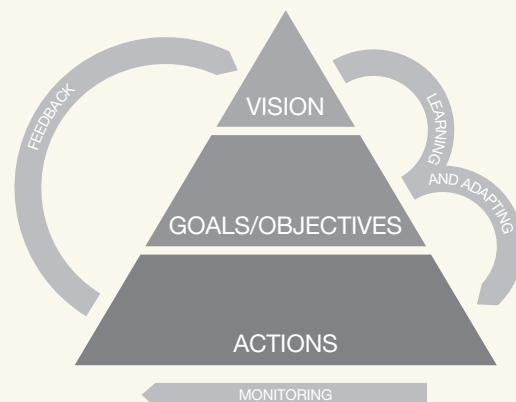 VISION
FEEDBACK
LEARNING
AND ADAPTING
GOALS/OBJECTIVES
ACTIONS
MONITORING